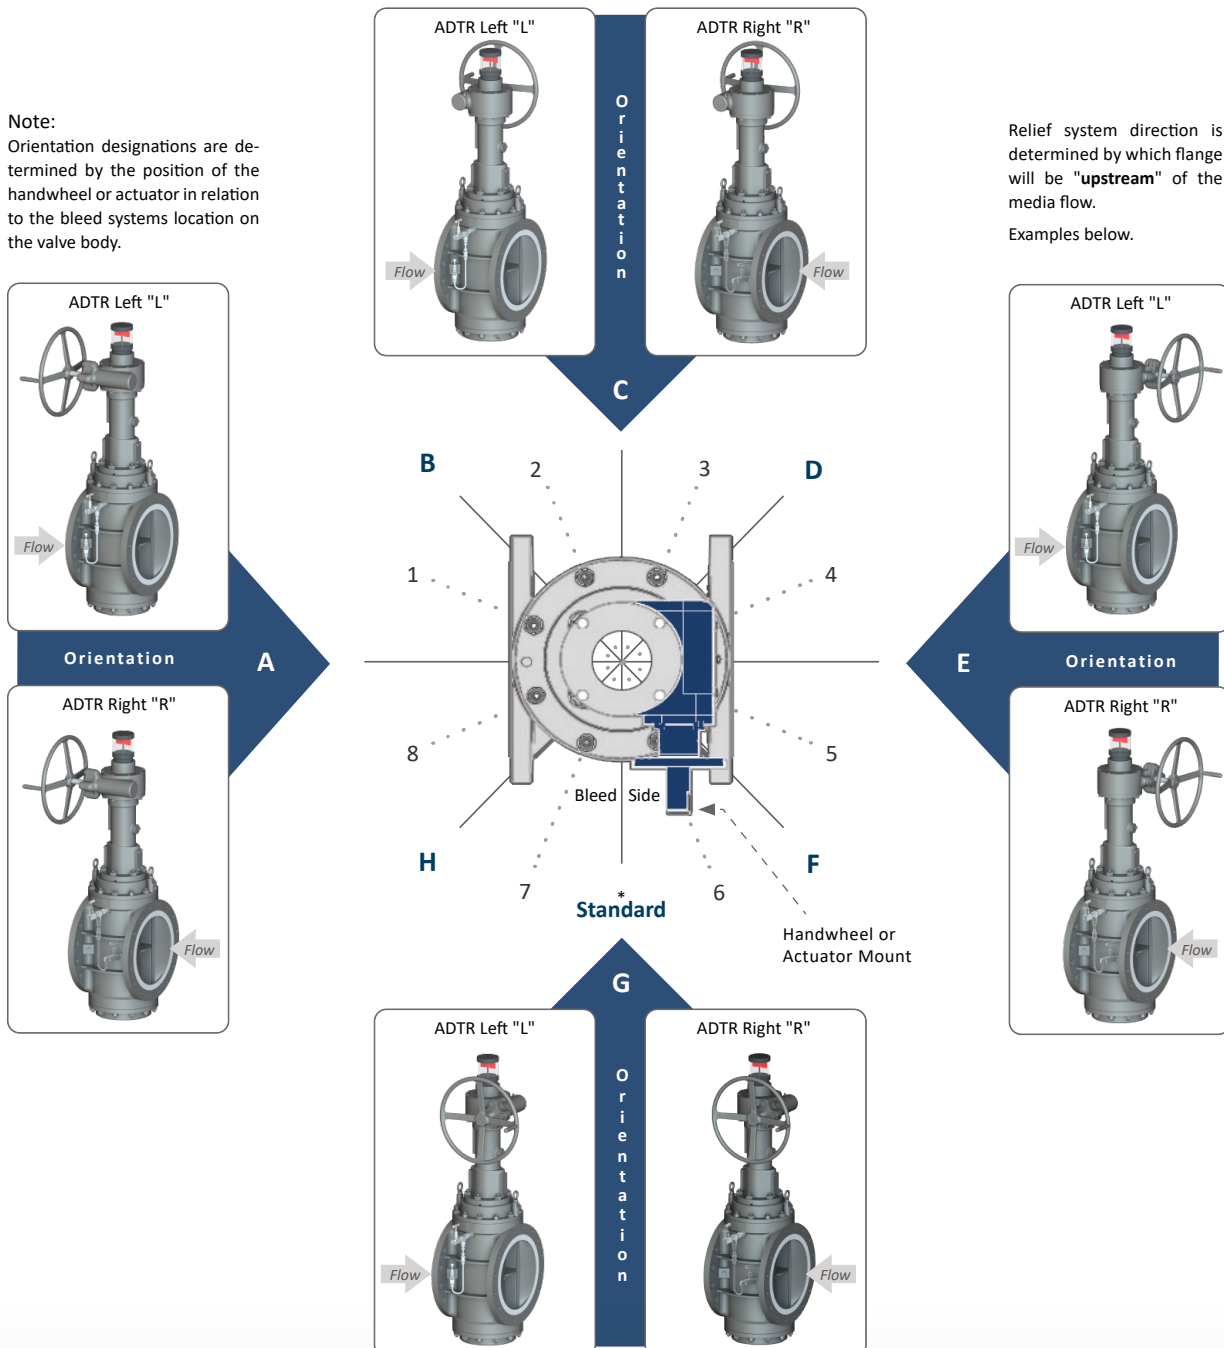 ADTR Left "L"
ADTR Right "R"
Orientation
Flow
Flow
C
Note:
Orientation designations are de-
termined by the position of the
handwheel or actuator in relation
to the bleed systems location on
the valve body.
Relief system direction is
determined by which flange
will be "upstream" of the
media flow.
Examples below.
ADTR Left "L"
Flow
Orientation
A
ADTR Right "R"
Flow
B
2
3
D
1
4
8
5
Bleed Side
H
F
7
*
6
Standard
Handwheel or
Actuator Mount
ADTR Left "L"
Flow
E
Orientation
ADTR Right "R"
Flow
G
ADTR Left "L"
ADTR Right "R"
Orientation
Flow
Flow